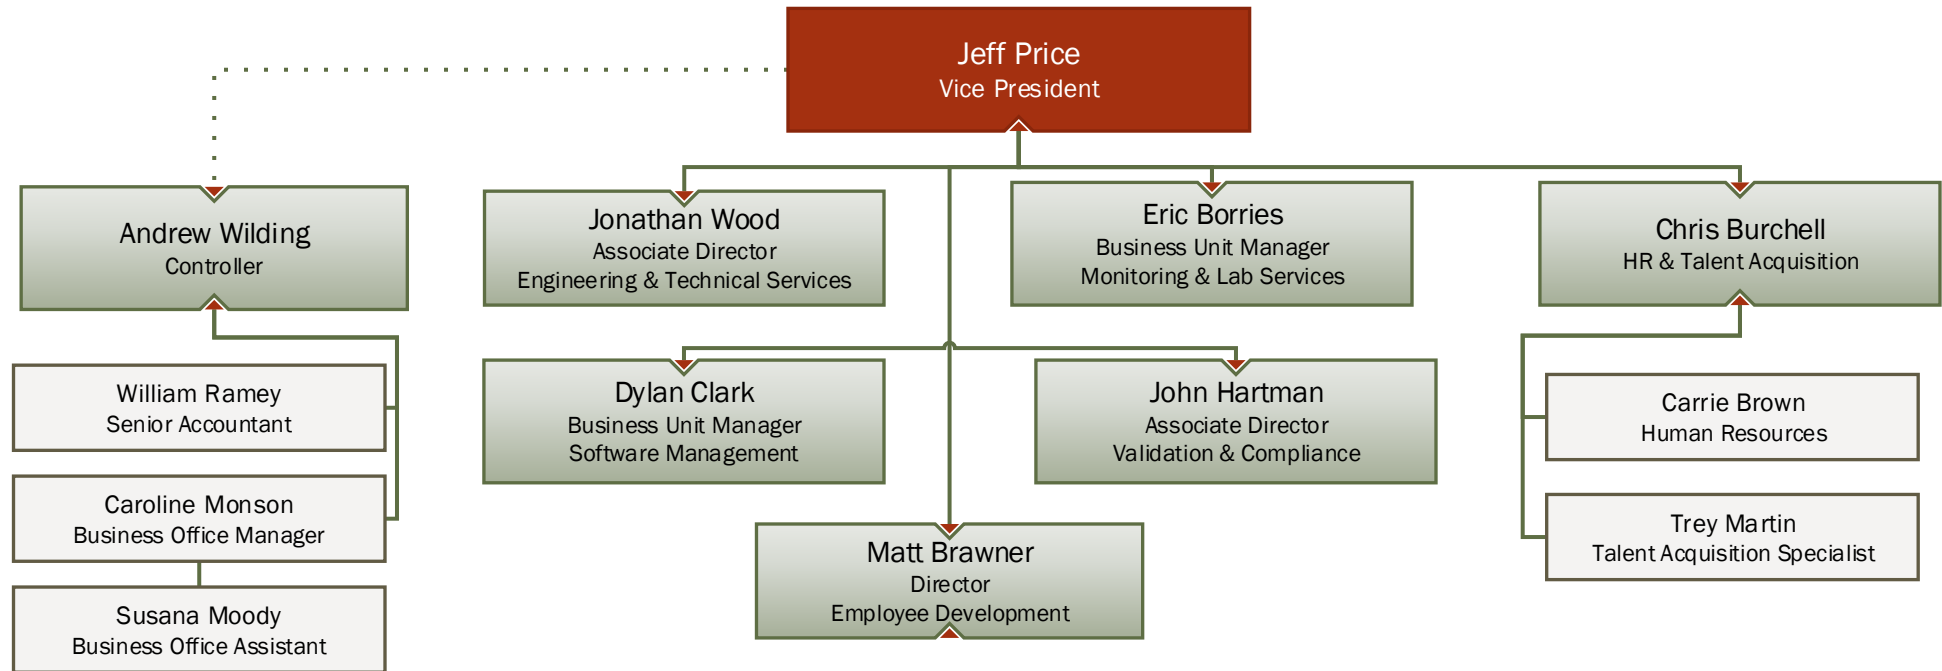 Jeff Price
Vice President
Andrew Wilding
Controller
Jonathan Wood
Associate Director
Engineering & Technical Services
Eric Borries
Business Unit Manager
Monitoring & Lab Services
Chris Burchell
HR & Talent Acquisition
William Ramey
Senior Accountant
Dylan Clark
Business Unit Manager
Software Management
John Hartman
Associate Director
Validation & Compliance
Carrie Brown
Human Resources
Caroline Monson
Business Office Manager
Matt Brawner
Director
Employee Development
Trey Martin
Talent Acquisition Specialist
Susana Moody
Business Office Assistant